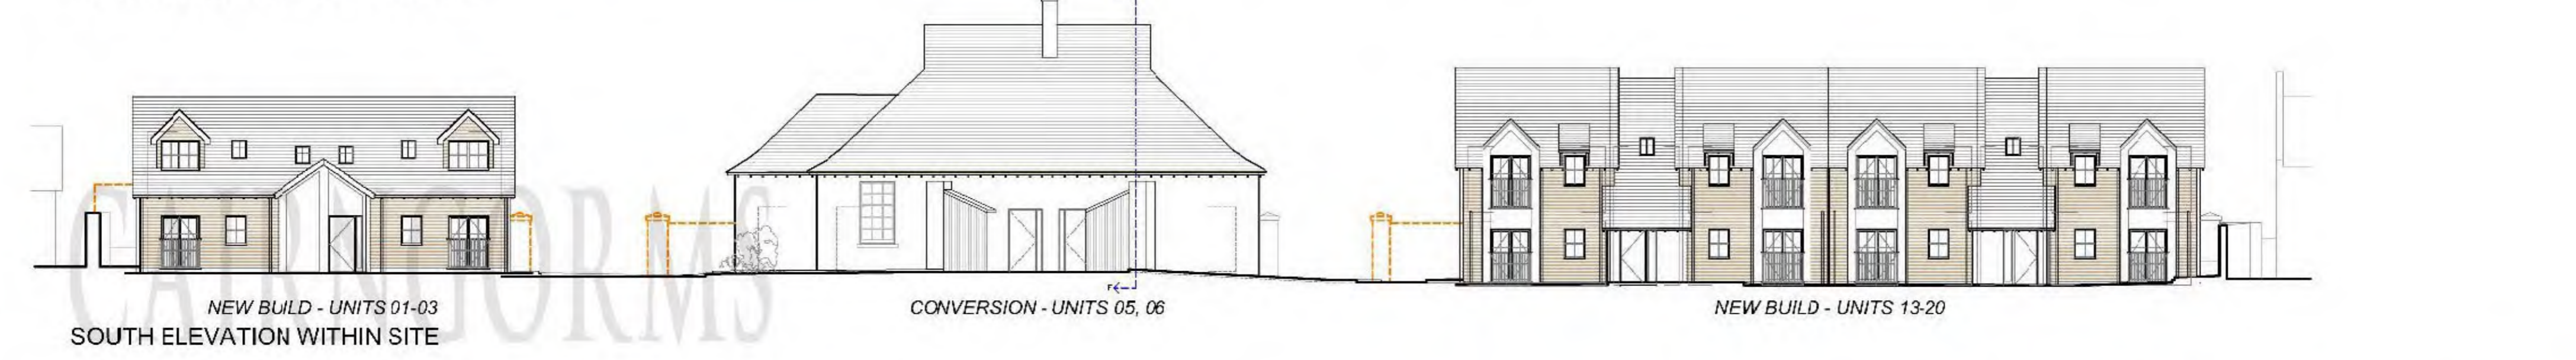 NEW BUILD - UNITS 01-03
CONVERSION - UNITS 05, 06
NEW BUILD - UNITS 13-20
SOUTH ELEVATION WITHIN SITE
CAIRNGORMS
F